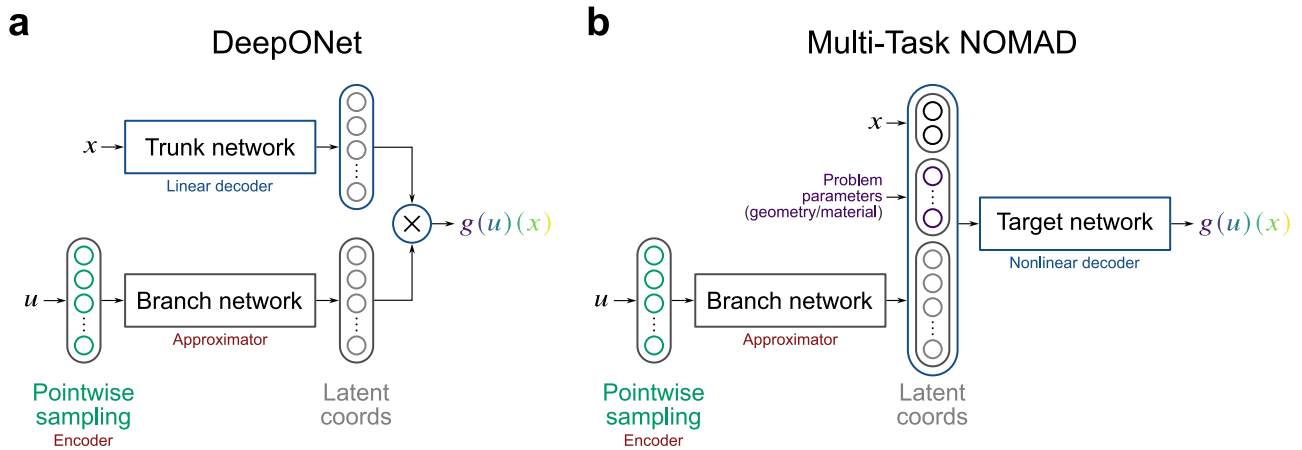 a
DeepONet
x
Trunk network
Linear decoder
×
g(u)(x)
u
Branch network
Approximator
Pointwise
sampling
Encoder
Latent
coords
b
Multi-Task NOMAD
x
Problem
parameters
(geometry/material)
Target network
Nonlinear decoder
g(u)(x)
u
Branch network
Approximator
Pointwise
sampling
Encoder
Latent
coords